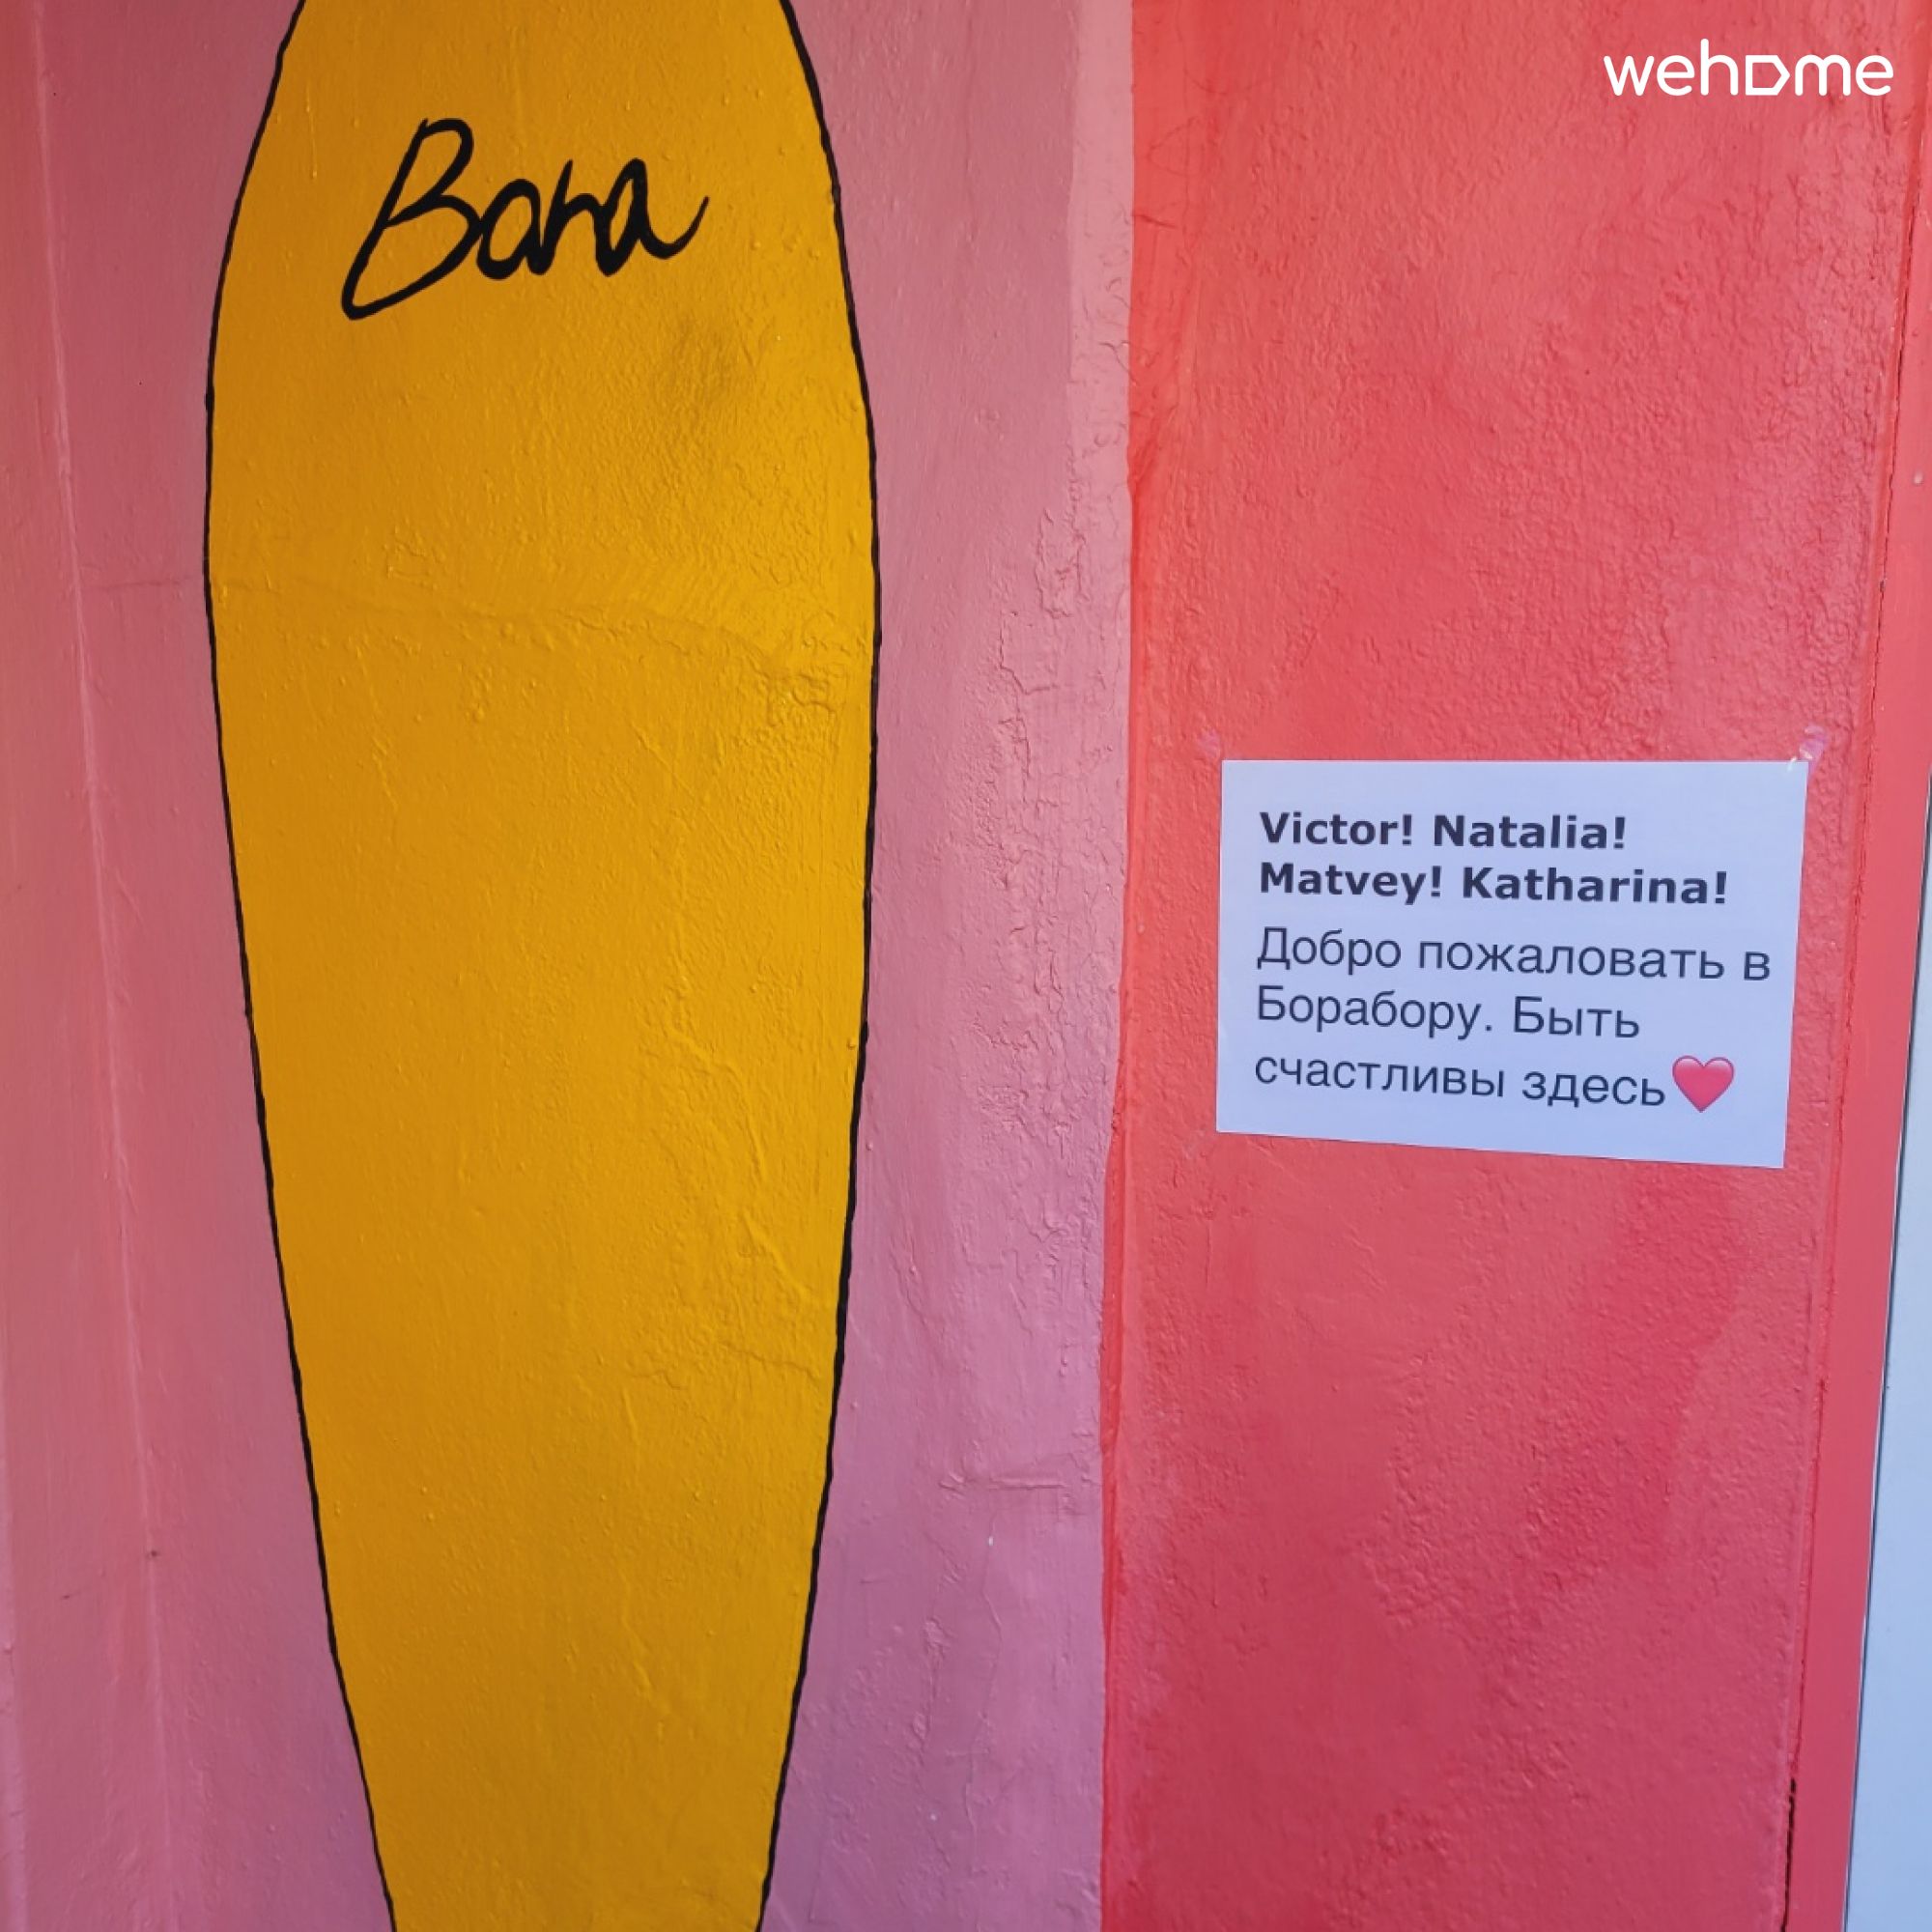 wehome
Bora
Victor! Natalia!
Matvey! Katharina!
Добро пожаловать в
Борабору. Быть
счастливы здесь❤️